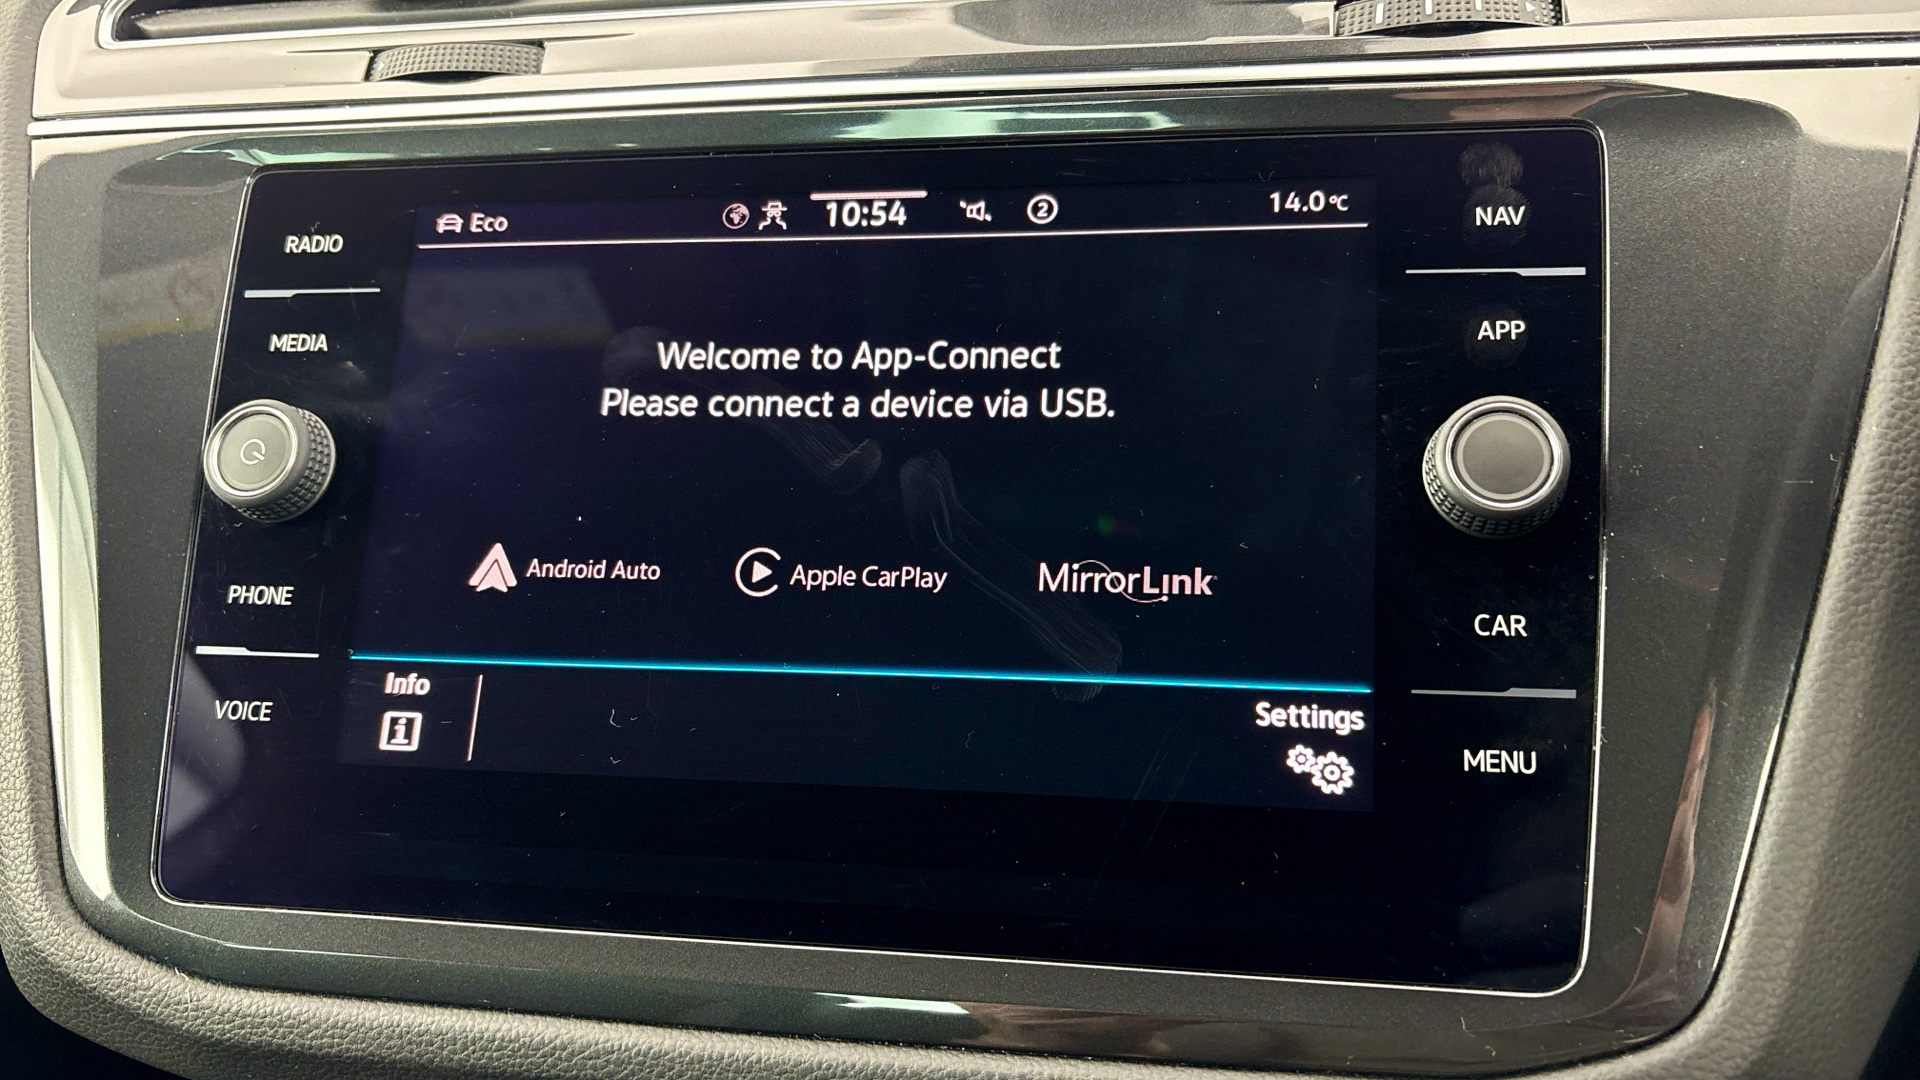 RADIO
MEDIA
PHONE
VOICE
Eco
10:54
2
14.0°C
Welcome to App-Connect
Please connect a device via USB.
Android Auto
Apple CarPlay
MirrorLink
Info
i
Settings
NAV
APP
CAR
MENU